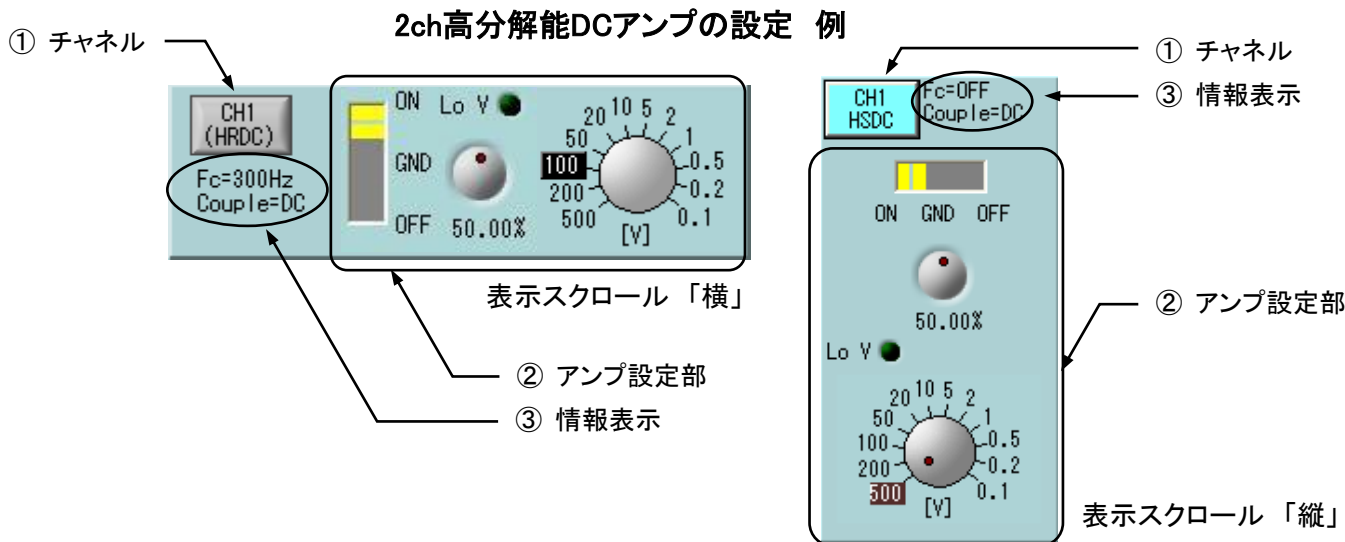 2ch高分解能DCアンプの設定 例
① チャネル
CH1
(HRDC)
Fc=300Hz
Couple=DC
ON
GND
OFF
Lo V
50.00%
500
200
100
50
20
10
5
2
1
0.5
0.2
0.1
[V]
表示スクロール 「横」
② アンプ設定部
③ 情報表示
① チャネル
③ 情報表示
CH1
HSDC
Fc=OFF
Couple=DC
ON GND OFF
50.00%
Lo V
500
200
100
50
20
10
5
2
1
0.5
0.2
0.1
[V]
② アンプ設定部
表示スクロール 「縦」